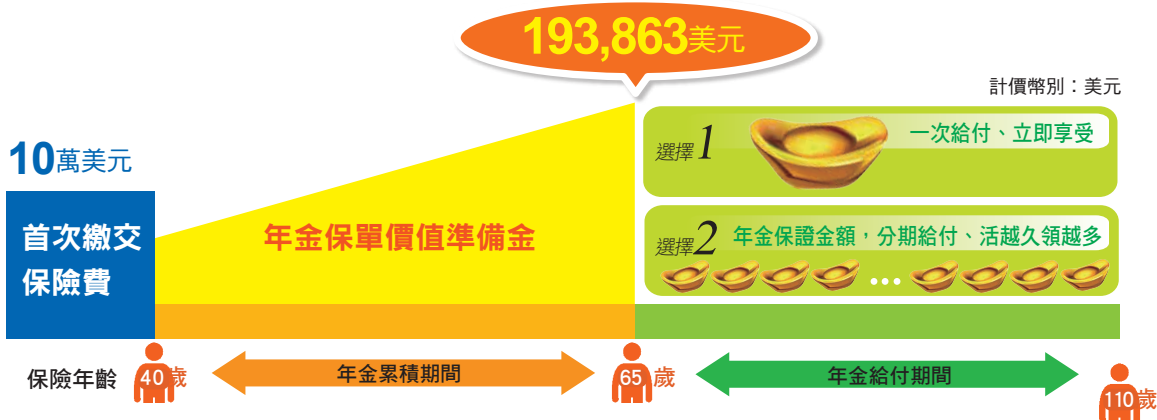 193,863美元
計價幣別：美元
10萬美元
首次繳交
保險費
年金保單價值準備金
選擇1
一次給付、立即享受
選擇2
年金保證金額，分期給付、活越久領越多
...
保險年齡
40歲
年金累積期間
65歲
年金給付期間
110歲